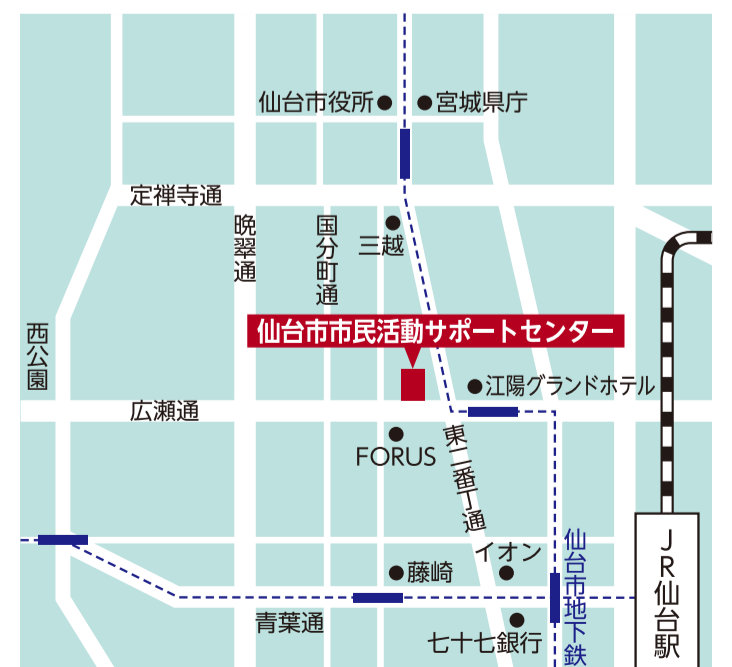 仙台市役所
宮城県庁
定禅寺通
晩翠通
国分町通
三越
仙台市市民活動サポートセンター
西公園
江陽グランドホテル
広瀬通
FORUS
東二番丁通
イオン
仙台市地下鉄
JR仙台駅
藤崎
青葉通
七十七銀行